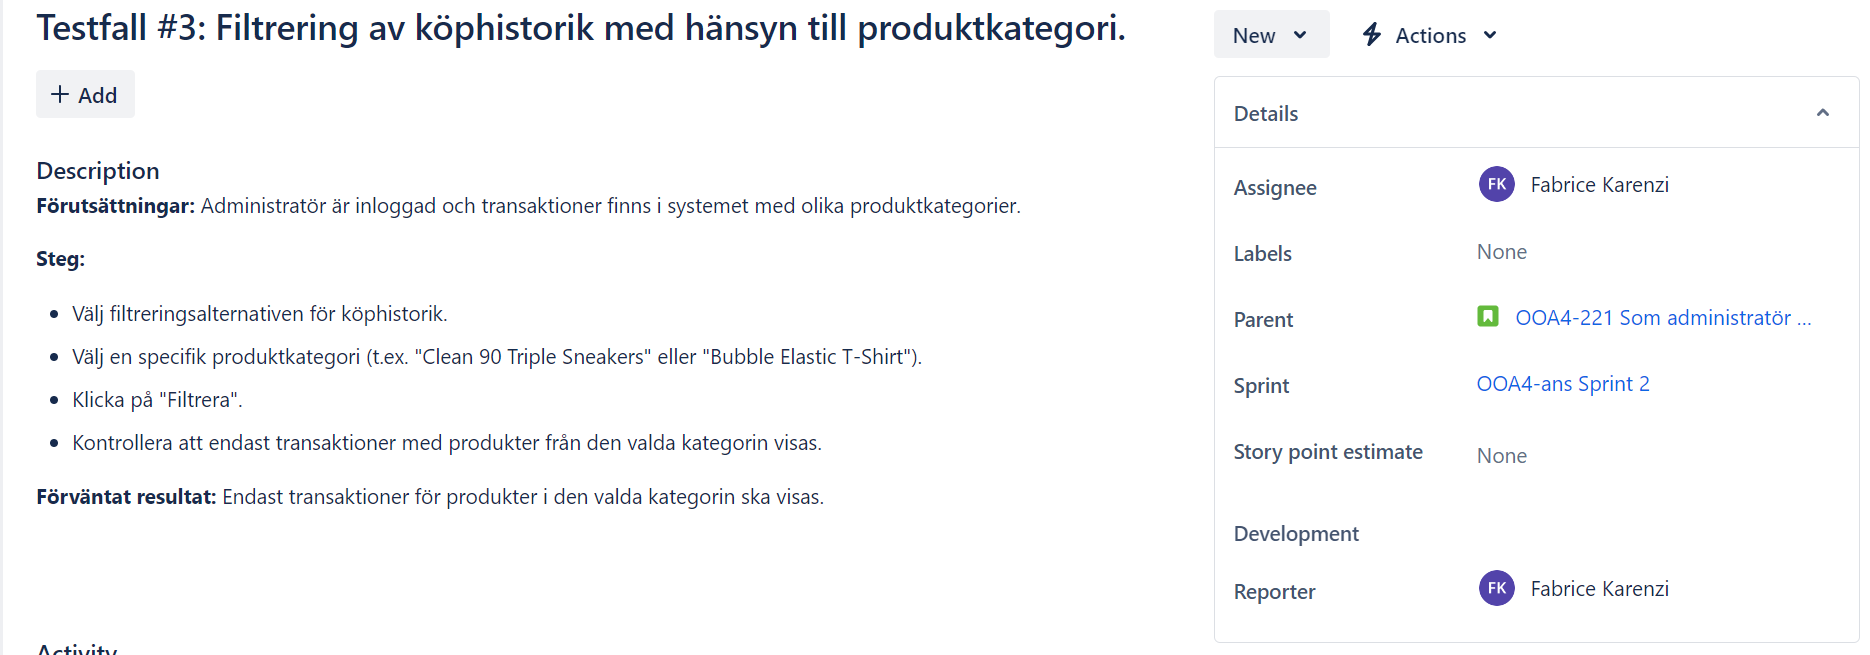 Testfall #3: Filtrering av köphistorik med hänsyn till produktkategori.
+ Add
Description
Förutsättningar: Administratör är inloggad och transaktioner finns i systemet med olika produktkategorier.
Steg:
• Välj filtreringsalternativen för köphistorik.
• Välj en specifik produktkategori (t.ex. "Clean 90 Triple Sneakers" eller "Bubble Elastic T-Shirt").
• Klicka på "Filtrera".
• Kontrollera att endast transaktioner med produkter från den valda kategorin visas.
Förväntat resultat: Endast transaktioner för produkter i den valda kategorin ska visas.
Activity
New
Actions
Details
Assignee
FK Fabrice Karenzi
Labels
None
Parent
OOA4-221 Som administratör ...
Sprint
OOA4-ans Sprint 2
Story point estimate
None
Development
Reporter
FK Fabrice Karenzi